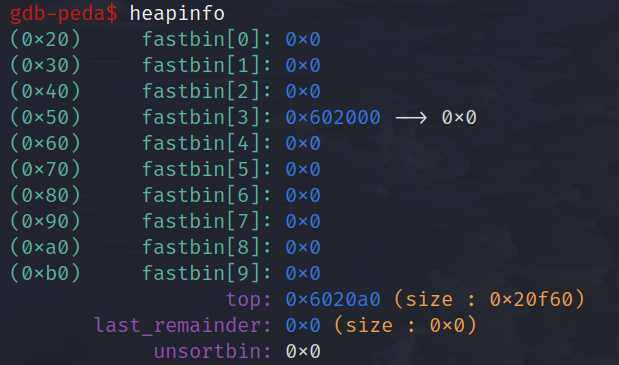 gdb-peda$ heapinfo
(0x20)     fastbin[0]: 0x0
(0x30)     fastbin[1]: 0x0
(0x40)     fastbin[2]: 0x0
(0x50)     fastbin[3]: 0x602000 --> 0x0
(0x60)     fastbin[4]: 0x0
(0x70)     fastbin[5]: 0x0
(0x80)     fastbin[6]: 0x0
(0x90)     fastbin[7]: 0x0
(0xa0)     fastbin[8]: 0x0
(0xb0)     fastbin[9]: 0x0
top: 0x6020a0 (size : 0x20f60)
last_remainder: 0x0 (size : 0x0)
unsortbin: 0x0